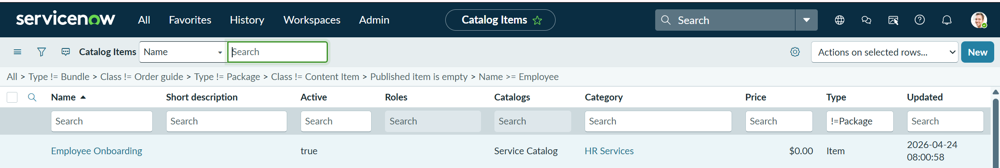 servicenow All Favorites History Workspaces Admin Catalog Items Search
Catalog Items Name Search Actions on selected rows... New
All > Type != Bundle > Class != Order guide > Type != Package > Class != Content Item > Published item is empty > Name >= Employee
Name Short description Active Roles Catalogs Category Price Type Updated
Search Search Search Search Search Search Search !=Package Search
Employee Onboarding true Service Catalog HR Services $0.00 Item 2026-04-24
08:00:58